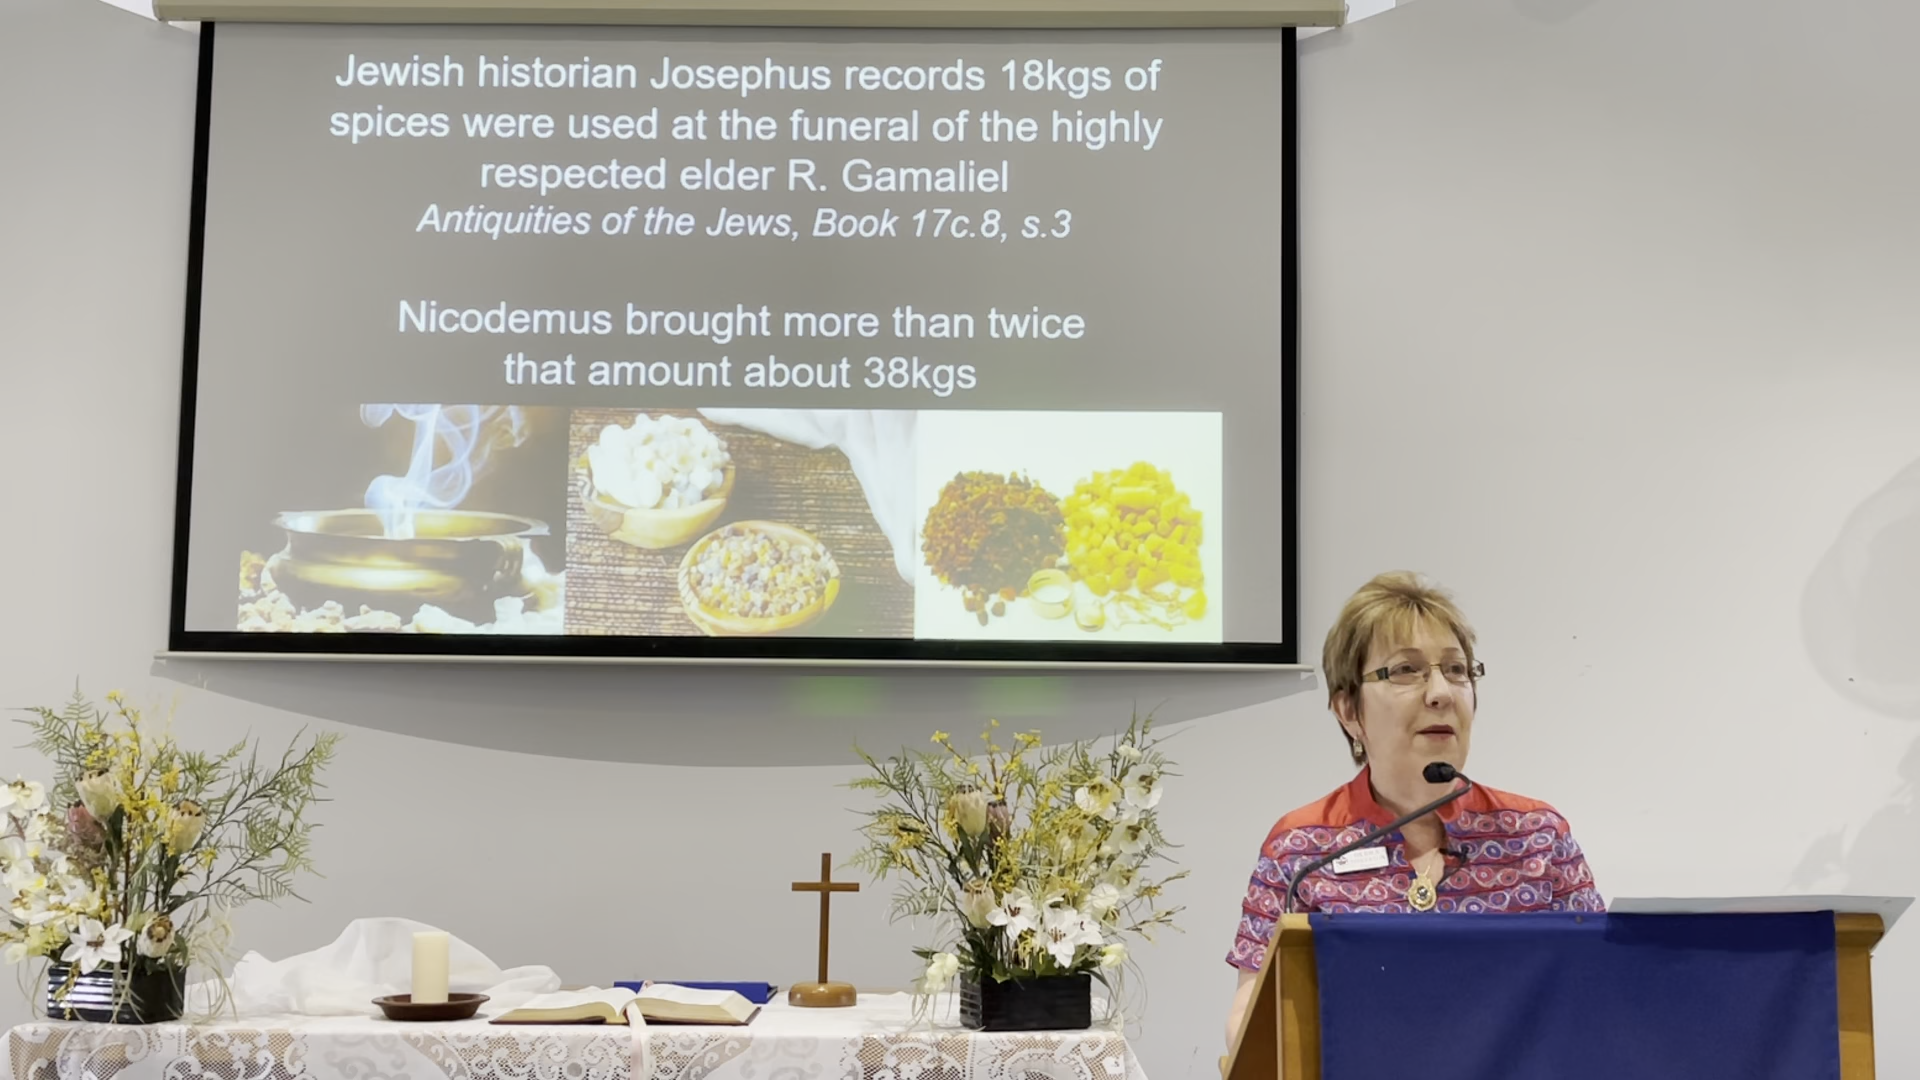 Jewish historian Josephus records 18kgs of
spices were used at the funeral of the highly
respected elder R. Gamaliel
Antiquities of the Jews, Book 17c.8, s.3
Nicodemus brought more than twice
that amount about 38kgs